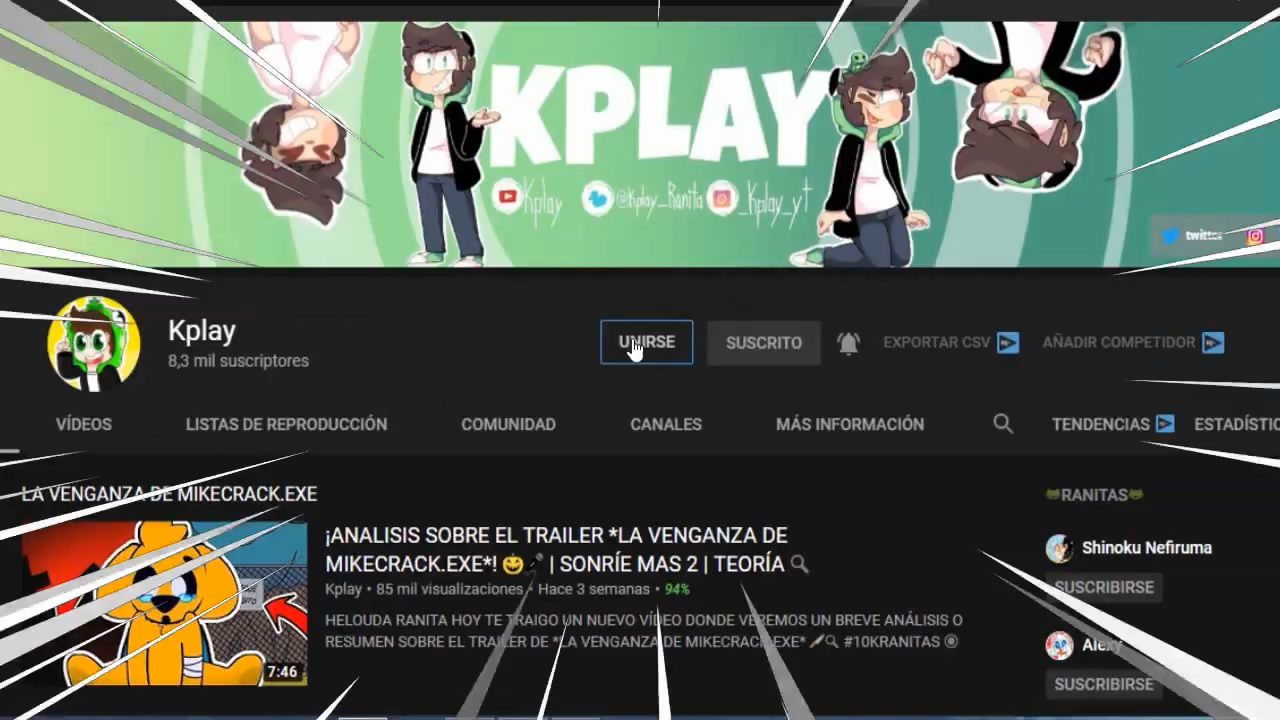 KPLAY
Kplay @Kplay_Ranita _Kplay_yt
twitter
Kplay
8,3 mil suscriptores
UNIRSE SUSCRITO EXPORTAR CSV AÑADIR COMPETIDOR
VÍDEOS LISTAS DE REPRODUCCIÓN COMUNIDAD CANALES MÁS INFORMACIÓN TENDENCIAS ESTADÍSTIC
LA VENGANZA DE MIKECRACK.EXE
🐸RANITAS🐸
¡ANALISIS SOBRE EL TRAILER *LA VENGANZA DE
MIKECRACK.EXE*! 🎃🎤 | SONRÍE MAS 2 | TEORÍA 🔍
Kplay • 85 mil visualizaciones • Hace 3 semanas • 94%
HELOUDA RANITA HOY TE TRAIGO UN NUEVO VÍDEO DONDE VEREMOS UN BREVE ANÁLISIS O
RESUMEN SOBRE EL TRAILER DE *LA VENGANZA DE MIKECRACK.EXE* 🔍 #10KRANITAS
7:46
Shinoku Nefiruma
SUSCRIBIRSE
Alexy
SUSCRIBIRSE